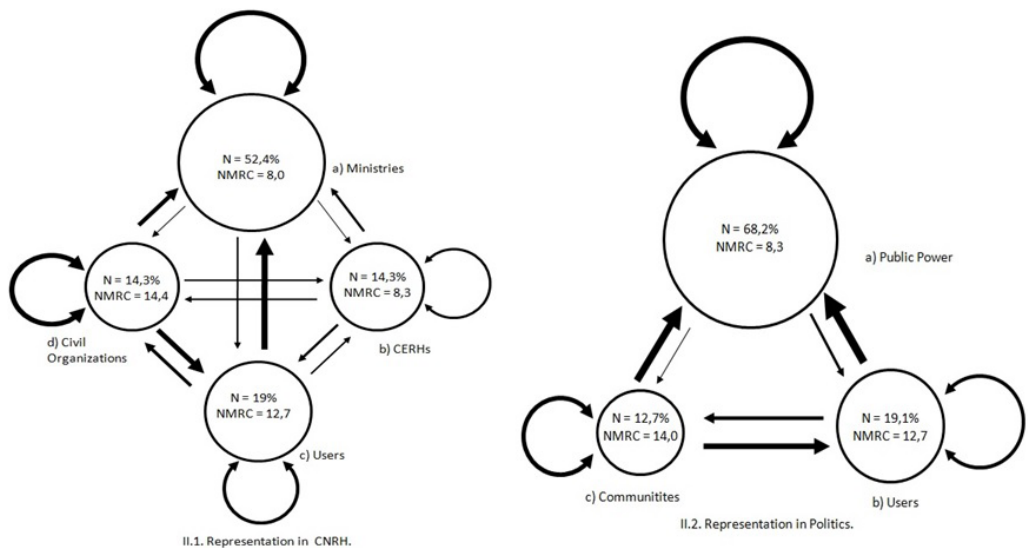 N = 52,4%
NMRC = 8,0
a) Ministries
N = 14,3%
NMRC = 14,4
d) Civil
Organizations
N = 14,3%
NMRC = 8,3
b) CERHs
N = 19%
NMRC = 12,7
c) Users
II.1. Representation in CNRH.
N = 68,2%
NMRC = 8,3
a) Public Power
N = 12,7%
NMRC = 14,0
c) Communitites
N = 19,1%
NMRC = 12,7
b) Users
II.2. Representation in Politics.